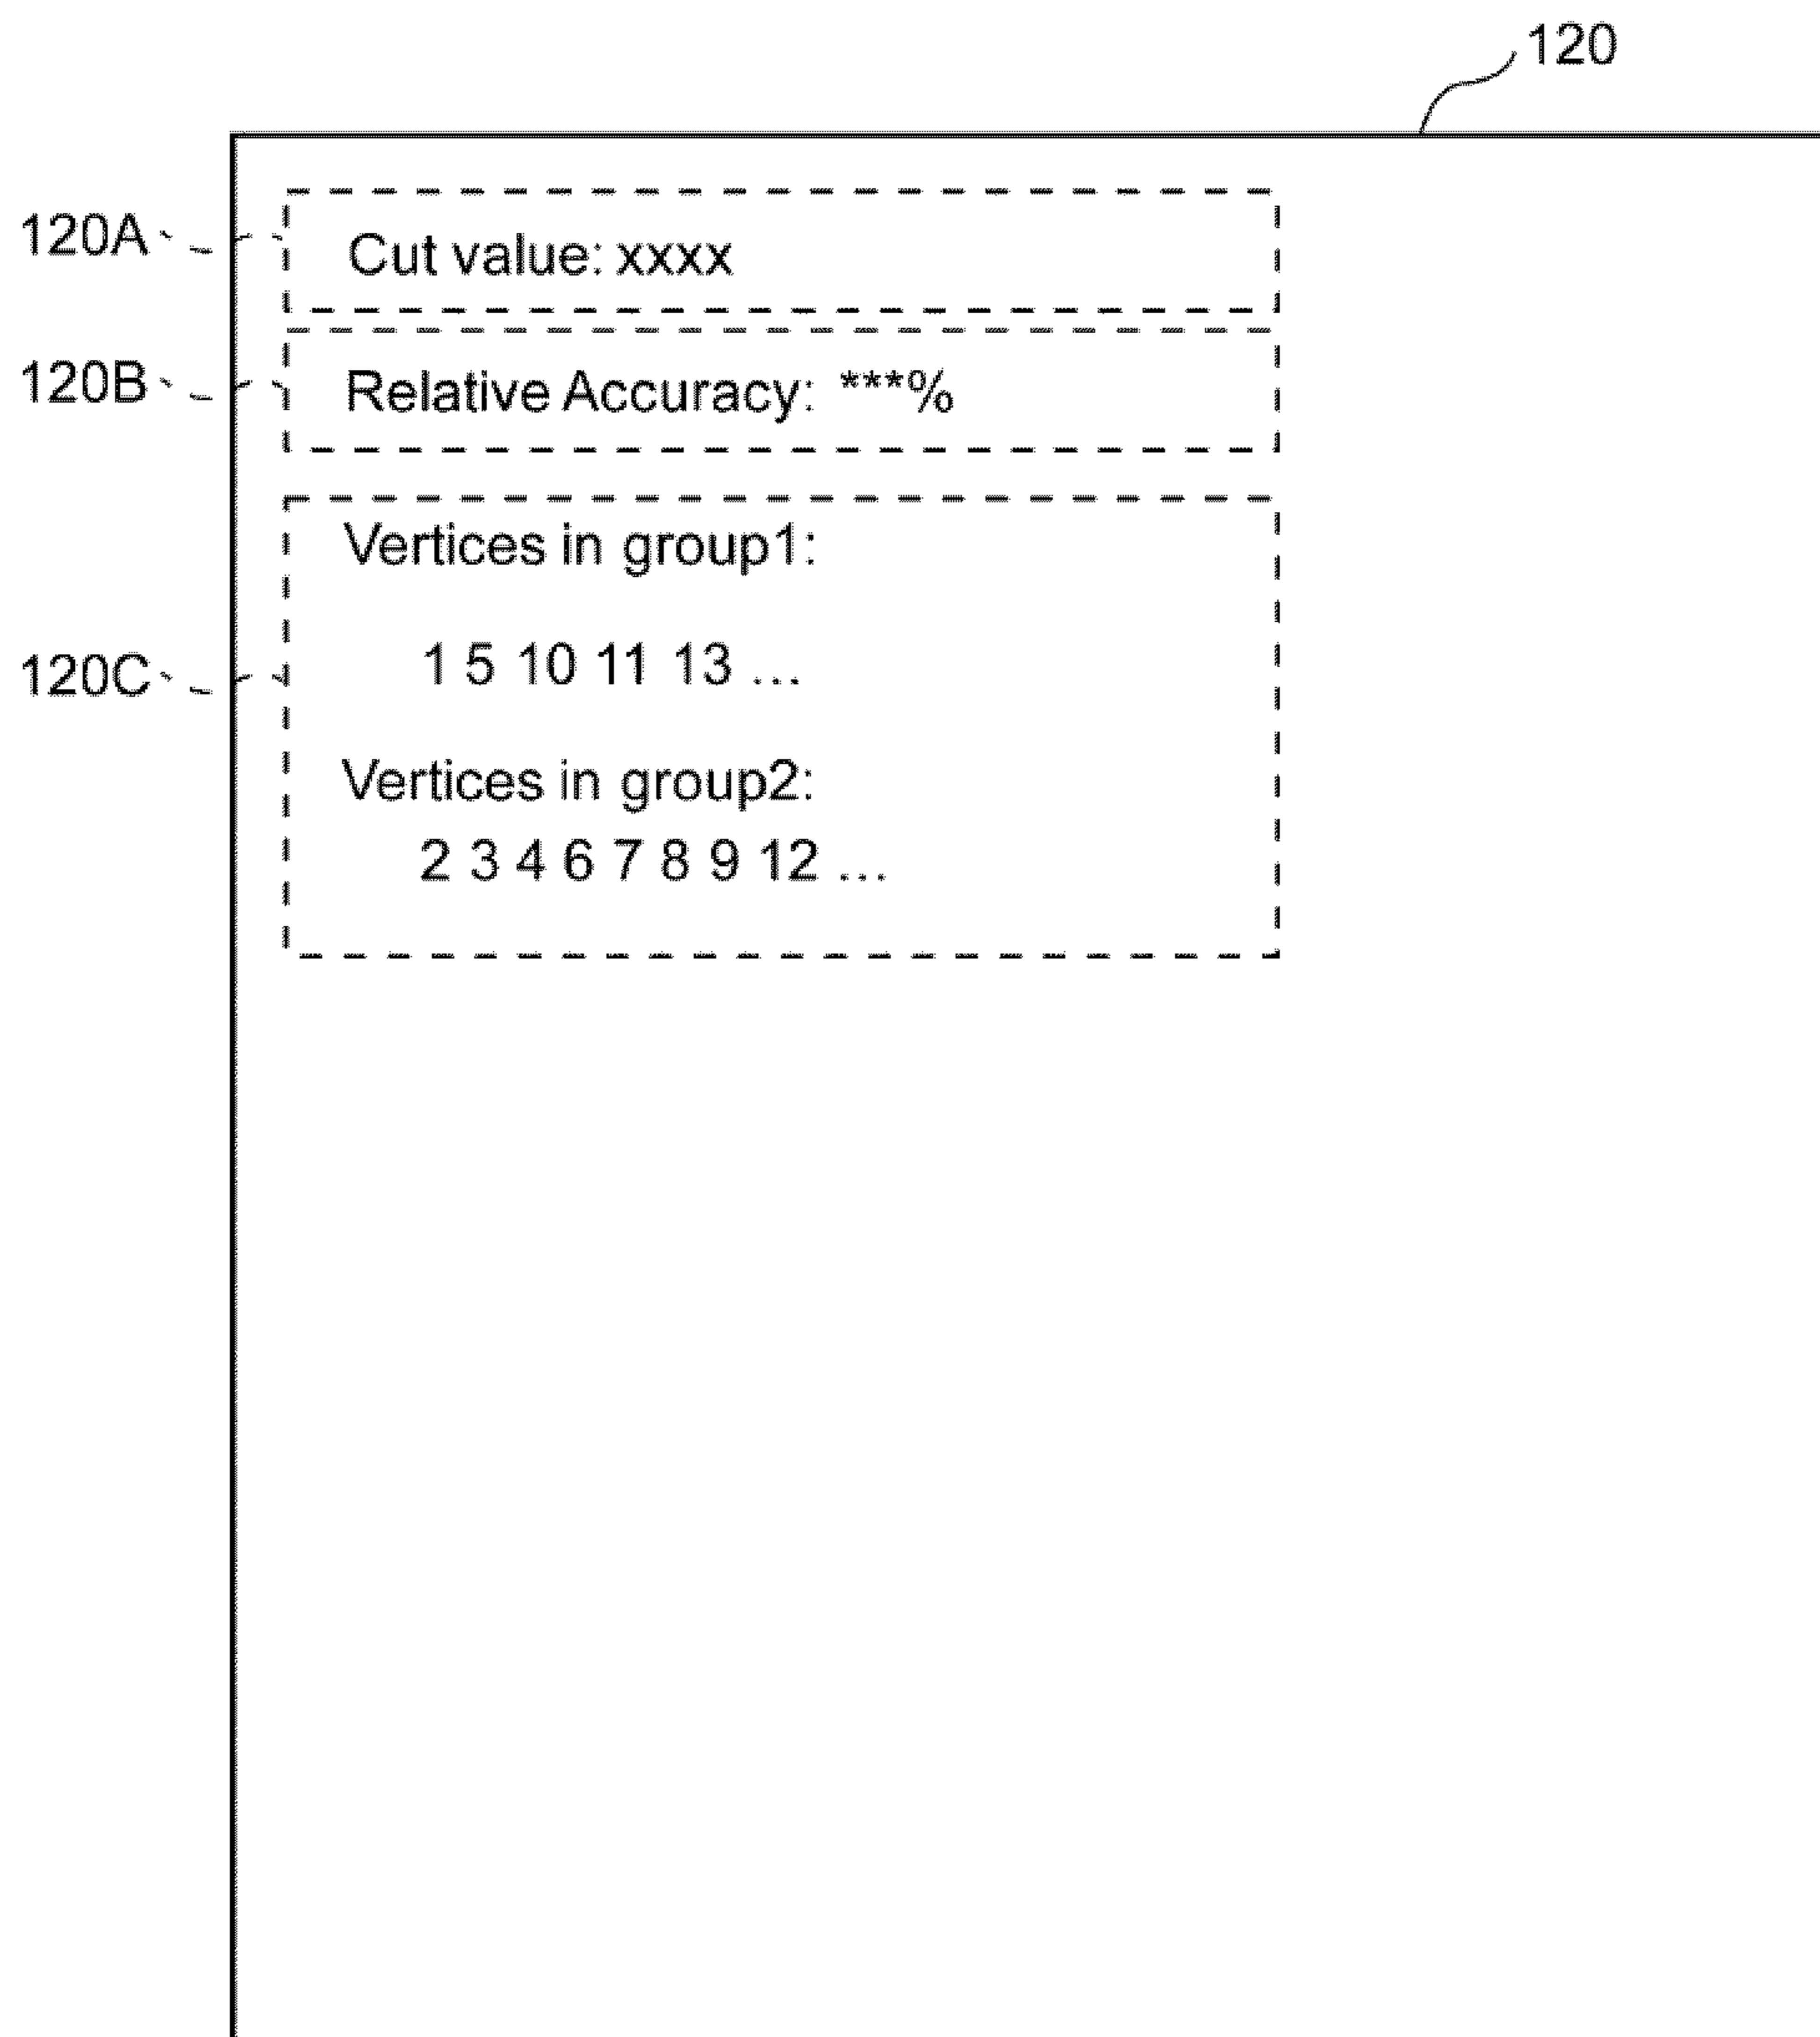 120
120A
Cut value: xxxx
120B
Relative Accuracy: ***%
Vertices in group1:
120C
1 5 10 11 13 ...
Vertices in group2:
2 3 4 6 7 8 9 12 ...